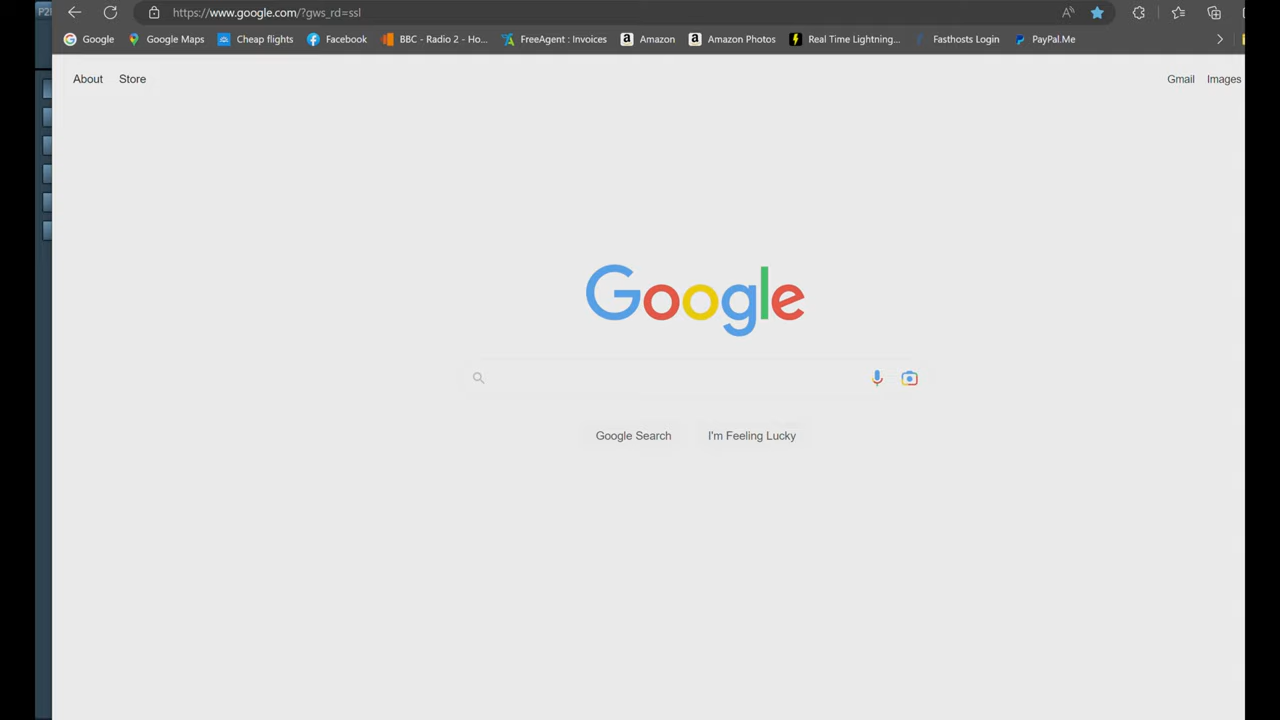 P2
https://www.google.com/?gws_rd=ssl
Google Google Maps Cheap flights Facebook BBC - Radio 2 - Ho... FreeAgent : Invoices Amazon Amazon Photos Real Time Lightning... Fasthosts Login PayPal.Me
About Store Gmail Images
Google
Google Search I'm Feeling Lucky